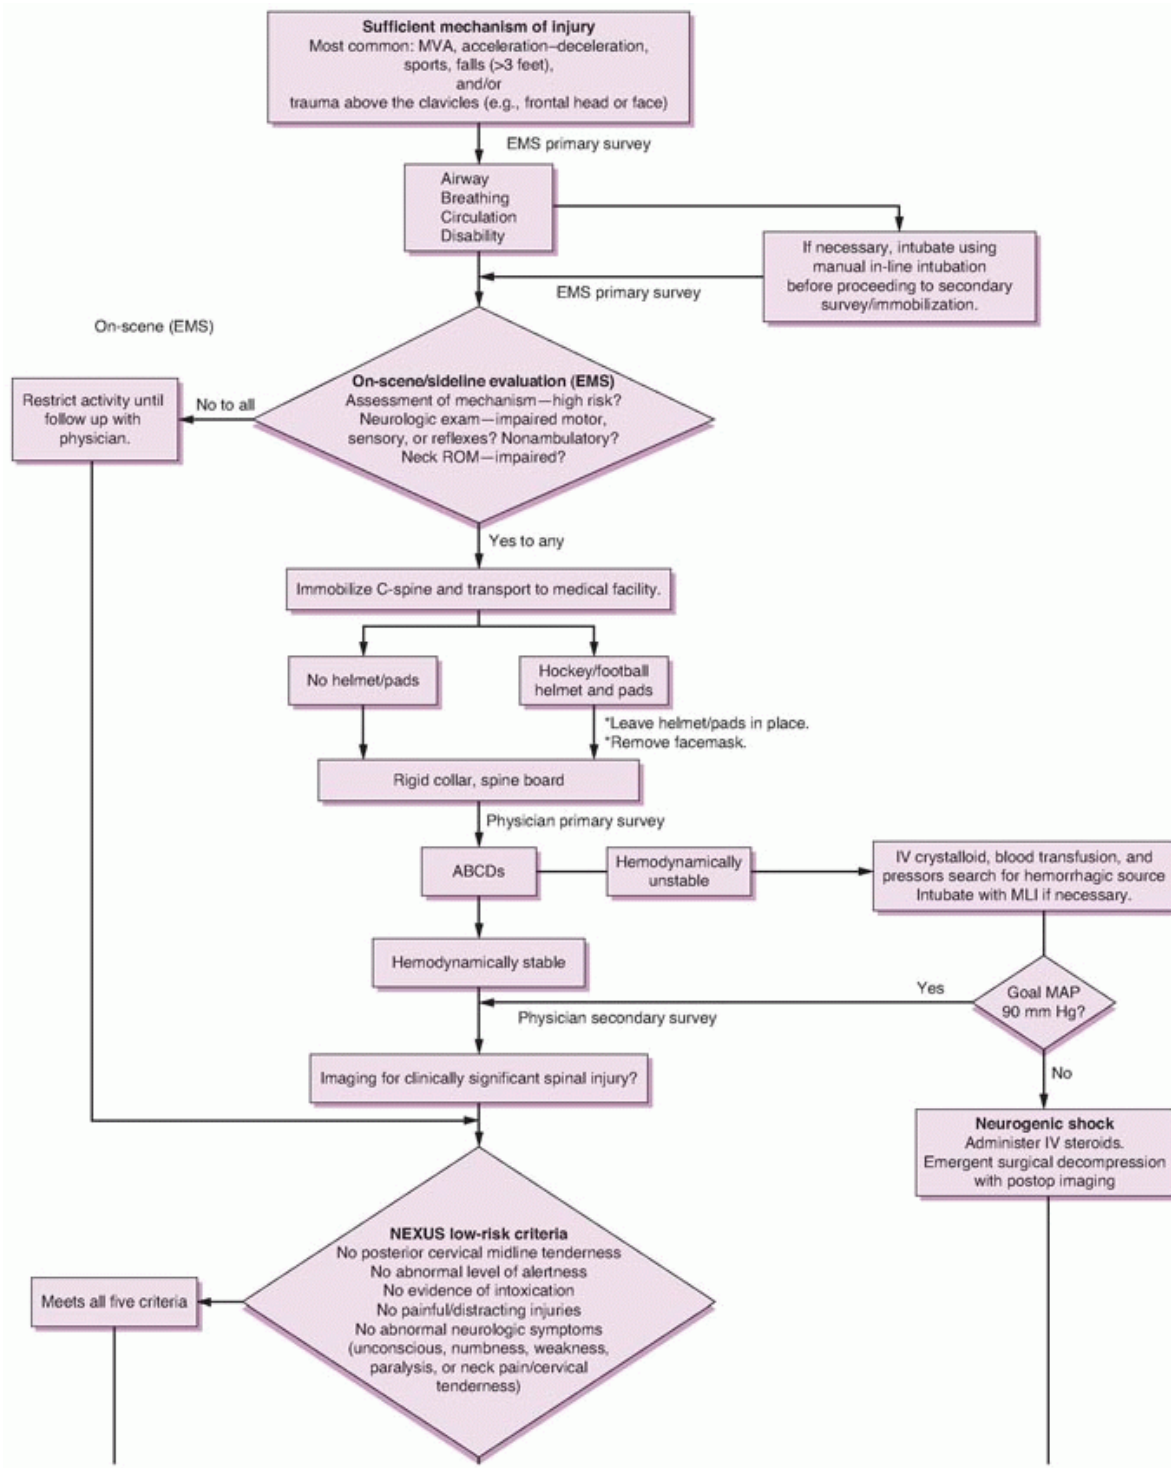 Sufficient mechanism of injury
Most common: MVA, acceleration–deceleration,
sports, falls (>3 feet),
and/or
trauma above the clavicles (e.g., frontal head or face)
EMS primary survey
Airway
Breathing
Circulation
Disability
If necessary, intubate using
manual in-line intubation
before proceeding to secondary
survey/immobilization.
EMS primary survey
On-scene (EMS)
On-scene/sideline evaluation (EMS)
Assessment of mechanism—high risk?
Neurologic exam—impaired motor,
sensory, or reflexes? Nonambulatory?
Neck ROM—impaired?
No to all
Restrict activity until
follow up with
physician.
Yes to any
Immobilize C-spine and transport to medical facility.
No helmet/pads
Hockey/football
helmet and pads
*Leave helmet/pads in place.
*Remove facemask.
Rigid collar, spine board
Physician primary survey
ABCDs
Hemodynamically
unstable
IV crystalloid, blood transfusion, and
pressors search for hemorrhagic source
Intubate with MLI if necessary.
Hemodynamically stable
Goal MAP
90 mm Hg?
Yes
Physician secondary survey
No
Imaging for clinically significant spinal injury?
Neurogenic shock
Administer IV steroids.
Emergent surgical decompression
with postop imaging
NEXUS low-risk criteria
No posterior cervical midline tenderness
No abnormal level of alertness
No evidence of intoxication
No painful/distracting injuries
No abnormal neurologic symptoms
(unconscious, numbness, weakness,
paralysis, or neck pain/cervical
tenderness)
Meets all five criteria